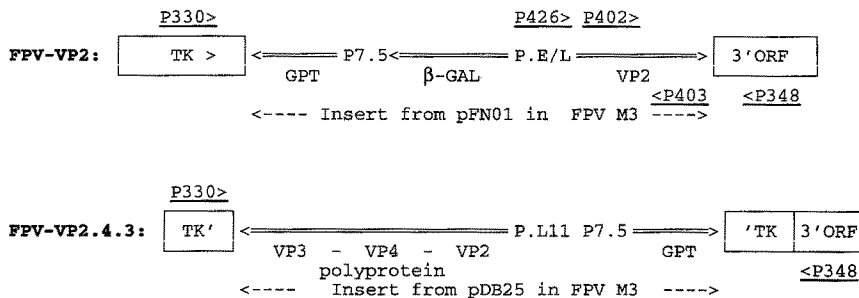 P330> P426> P402>
FPV-VP2: TK > <══════ P7.5<══════════ P.E/L ══════════> 3'ORF
GPT β-GAL VP2
<P403 <P348
<---- Insert from pFN01 in FPV M3 ---->
P330>
FPV-VP2.4.3: TK' <══════════════════════P.L11 P7.5 ══════> 'TK 3'ORF
VP3 - VP4 - VP2 GPT
polyprotein <P348
<---- Insert from pDB25 in FPV M3 ---->